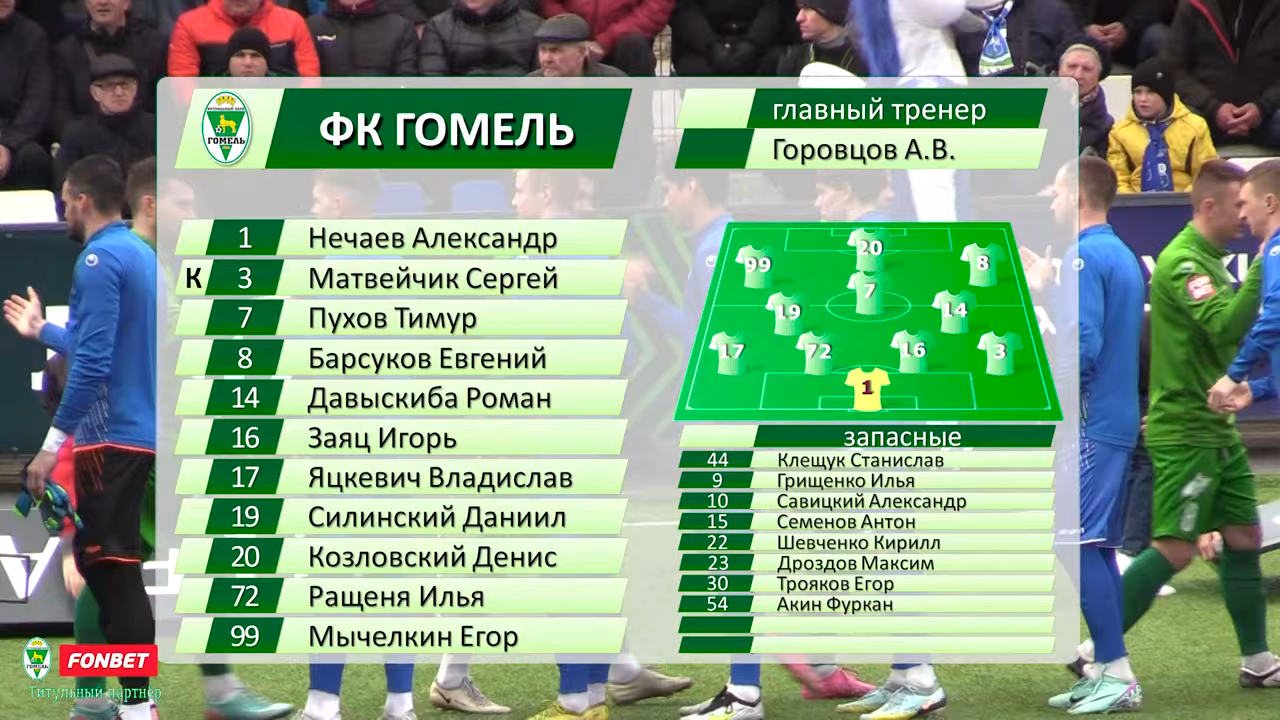 ФК ГОМЕЛЬ
ГОМЕЛЬ
1 Нечаев Александр
К 3 Матвейчик Сергей
7 Пухов Тимур
8 Барсуков Евгений
14 Давыскиба Роман
16 Заяц Игорь
17 Яцкевич Владислав
19 Силинский Даниил
20 Козловский Денис
72 Ращеня Илья
99 Мычелкин Егор
главный тренер
Горовцов А.В.
20
99 8
7
19 14
17 72 16 3
1
запасные
44 Клещук Станислав
9 Грищенко Илья
10 Савицкий Александр
15 Семенов Антон
22 Шевченко Кирилл
23 Дроздов Максим
30 Трояков Егор
54 Акин Фуркан
ГОМЕЛЬ
FONBET
Титульный партнер